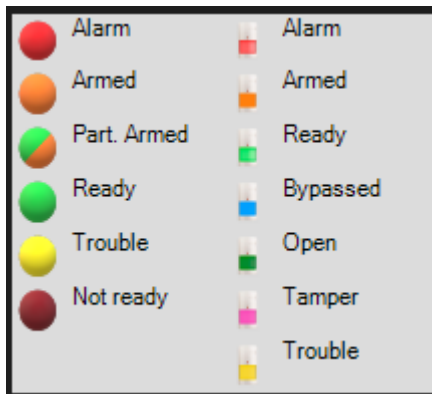 Alarm
Armed
Part. Armed
Ready
Trouble
Not ready
Alarm
Armed
Ready
Bypassed
Open
Tamper
Trouble